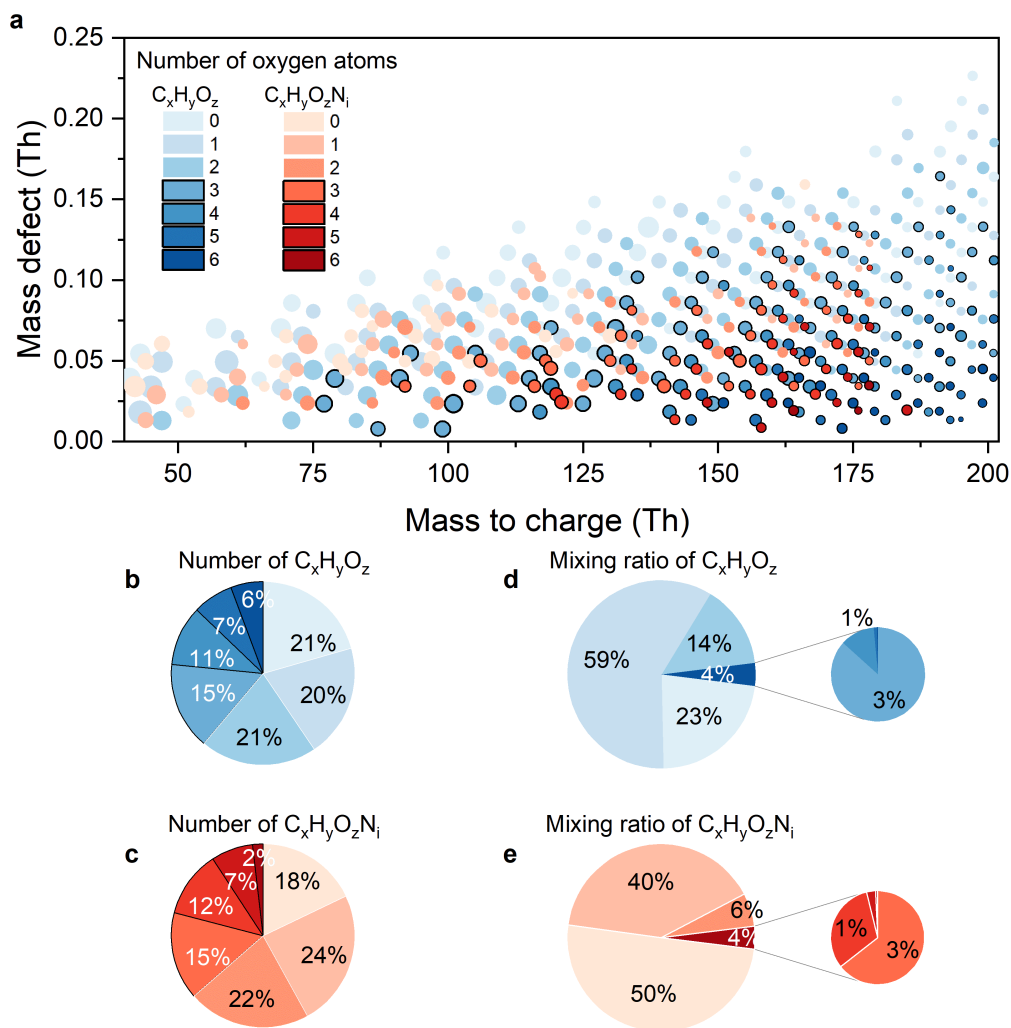 a
0.25
0.20
0.15
0.10
0.05
0.00
Mass defect (Th)
Number of oxygen atoms
CxHyOz CxHyOzNi
0 0
1 1
2 2
3 3
4 4
5 5
6 6
50 75 100 125 150 175 200
Mass to charge (Th)
b
Number of CxHyOz
6%
7%
11%
15%
21%
20%
21%
d
Mixing ratio of CxHyOz
59%
14%
4%
23%
1%
3%
c
Number of CxHyOzNi
2%
7%
12%
15%
22%
24%
18%
e
Mixing ratio of CxHyOzNi
40%
6%
4%
50%
1%
3%